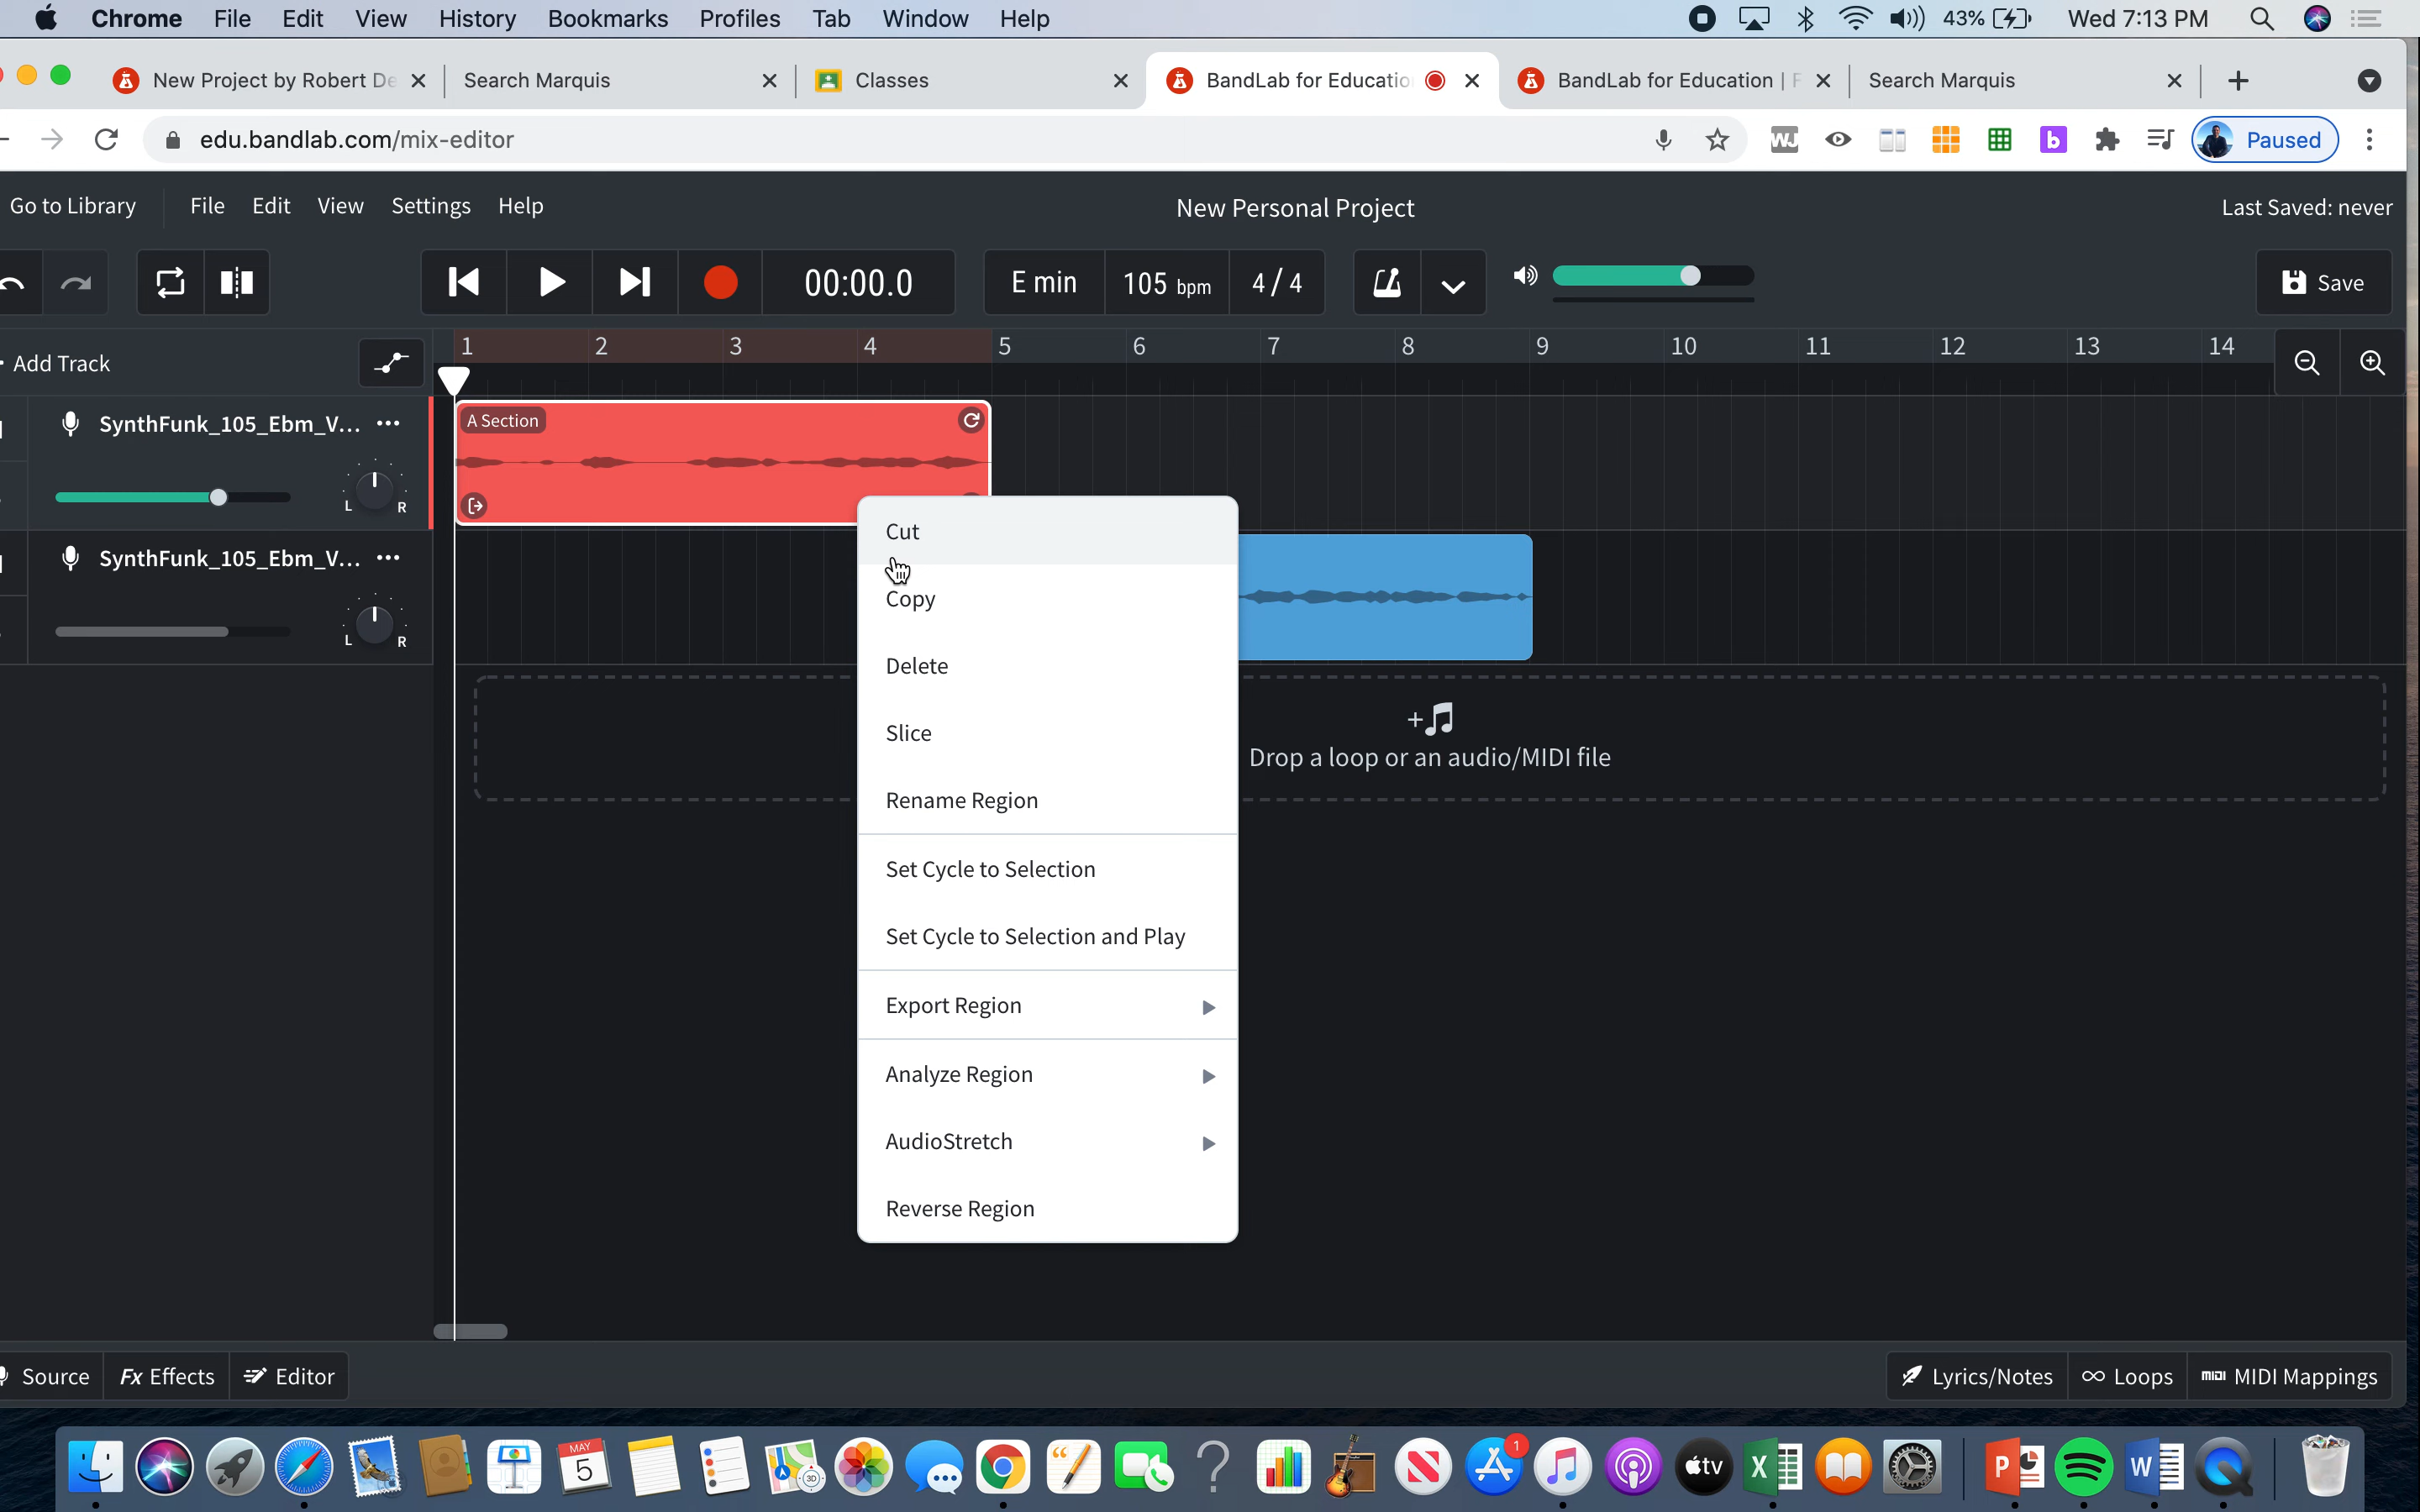 Chrome File Edit View History Bookmarks Profiles Tab Window Help 43% Wed 7:13 PM
New Project by Robert De Search Marquis Classes BandLab for Educatio BandLab for Education | Search Marquis
edu.bandlab.com/mix-editor Paused
Go to Library File Edit View Settings Help New Personal Project Last Saved: never
00:00.0 E min 105 bpm 4/4 Save
Add Track 1 2 3 4 5 6 7 8 9 10 11 12 13 14
SynthFunk_105_Ebm_V... A Section
L R
SynthFunk_105_Ebm_V...
L R
Cut
Copy
Delete
Slice
Rename Region
Set Cycle to Selection
Set Cycle to Selection and Play
Export Region
Analyze Region
AudioStretch
Reverse Region
Drop a loop or an audio/MIDI file
Source Fx Effects Editor Lyrics/Notes Loops MIDI MIDI Mappings
MAY
5
3D
1
tv